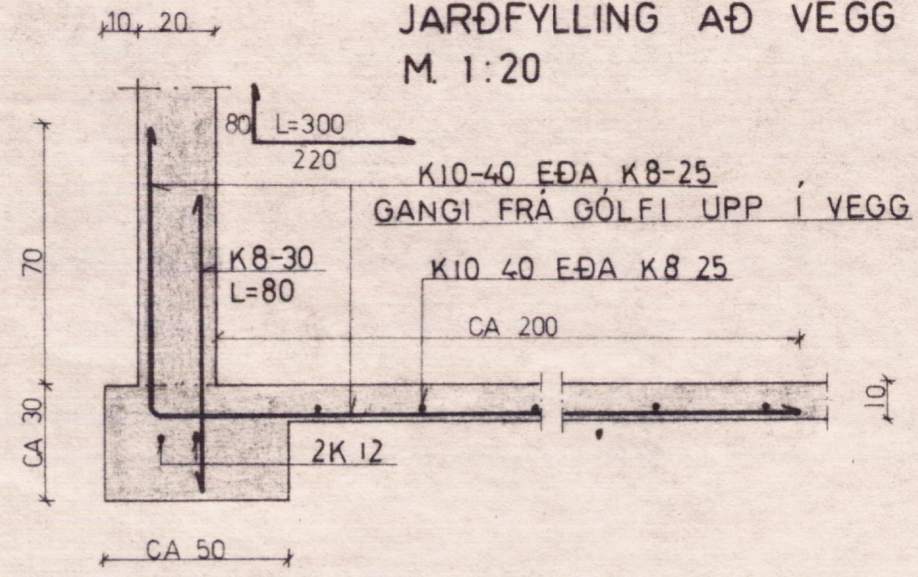 JARÐFYLLING AÐ VEGG
M. 1:20
10 20
80 L=300
220
K10-40 EÐA K8-25
GANGI FRÁ GÓLFI UPP Í VEGG
K8-30
L=80
K10 40 EÐA K8 25
70
CA 200
10
CA 30
2K 12
CA 50